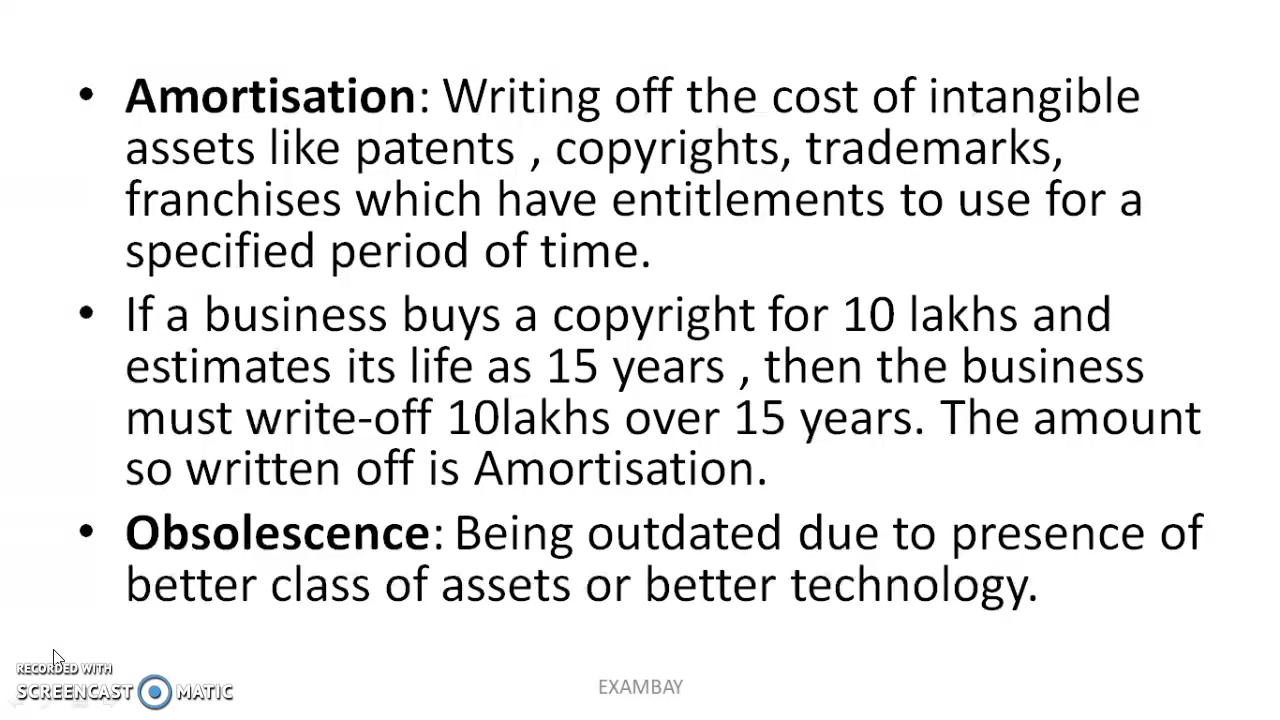 • Amortisation: Writing off the cost of intangible
assets like patents , copyrights, trademarks,
franchises which have entitlements to use for a
specified period of time.
• If a business buys a copyright for 10 lakhs and
estimates its life as 15 years , then the business
must write-off 10lakhs over 15 years. The amount
so written off is Amortisation.
• Obsolescence: Being outdated due to presence of
better class of assets or better technology.
RECORDED WITH
SCREENCAST MATIC
EXAMBAY